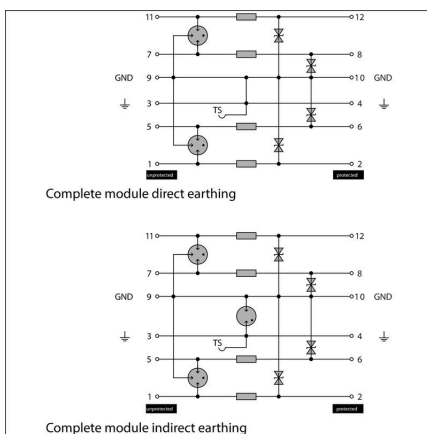 11 12
7 8
GND 9 10 GND
3 4
TS
5 6
1 2
unprotected protected
Complete module direct earthing
11 12
7 8
GND 9 10 GND
3 4
TS
5 6
1 2
unprotected protected
Complete module indirect earthing